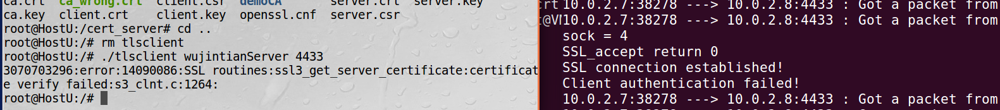 ca.crt ca_wrong.crt client.csr demoCA server.crt server.key
ca.key client.crt client.key openssl.cnf server.csr
root@HostU:/cert_server# cd ..
root@HostU:/# rm tlsclient
root@HostU:/# ./tlsclient wujintianServer 4433
3070703296:error:14090086:SSL routines:ssl3_get_server_certificate:certificat
e verify failed:s3_clnt.c:1264:
root@HostU:/#
crt
@V
10.0.2.7:38278 ---> 10.0.2.8:4433 : Got a packet from
10.0.2.7:38278 ---> 10.0.2.8:4433 : Got a packet from
sock = 4
SSL_accept return 0
SSL connection established!
Client authentication failed!
10.0.2.7:38278 ---> 10.0.2.8:4433 : Got a packet from